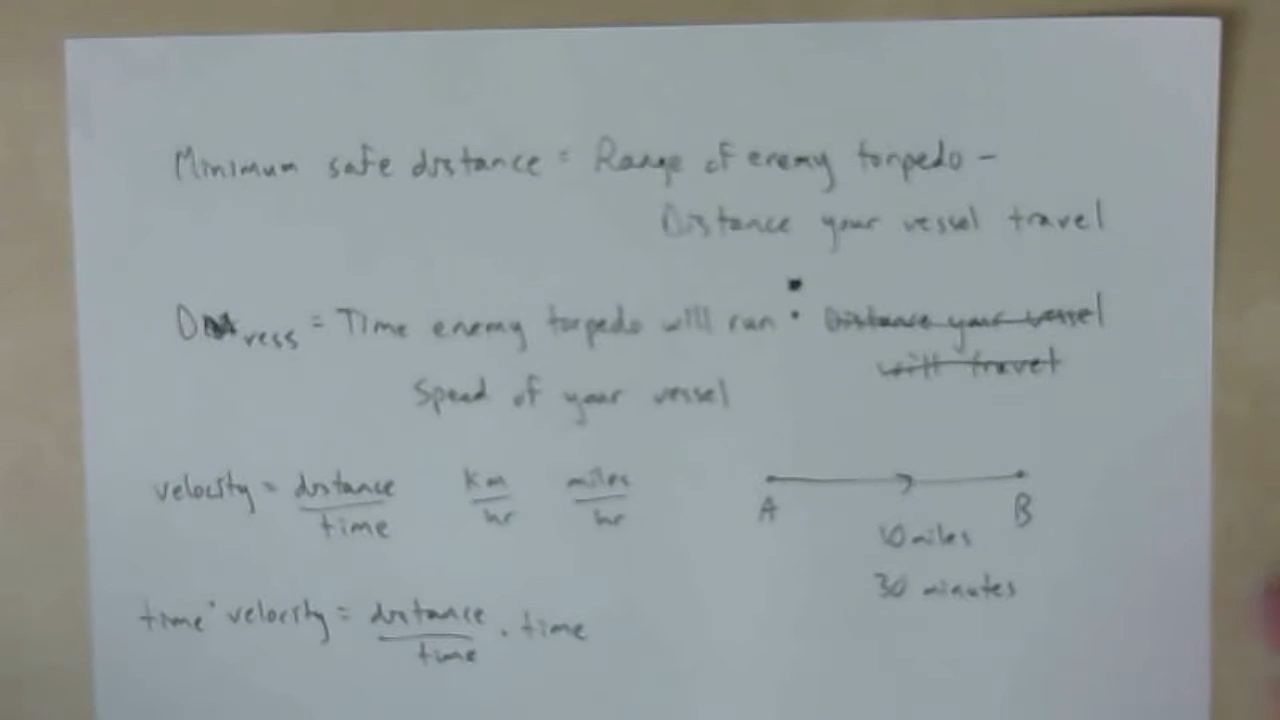 Minimum safe distance = Range of enemy torpedo -
Distance your vessel travel
vess = Time enemy torpedo will run · Distance your vessel
will travel
Speed of your vessel
velocity = distance / time km / hr miles / hr
A B
10 miles
30 minutes
time · velocity = distance / time · time